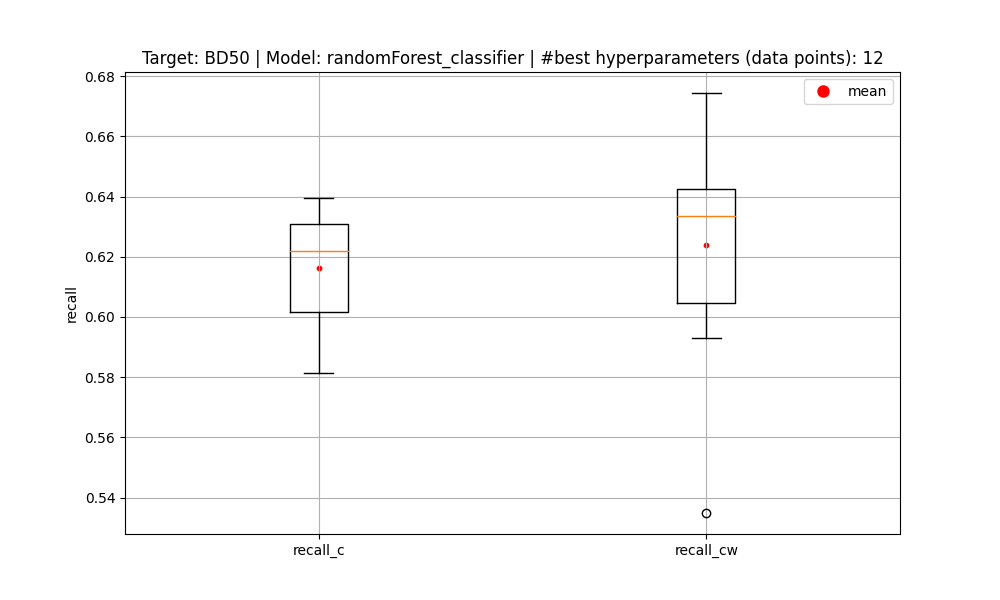 Target: BD50 | Model: randomForest_classifier | #best hyperparameters (data points): 12
mean
recall
0.68
0.66
0.64
0.62
0.60
0.58
0.56
0.54
recall_c
recall_cw